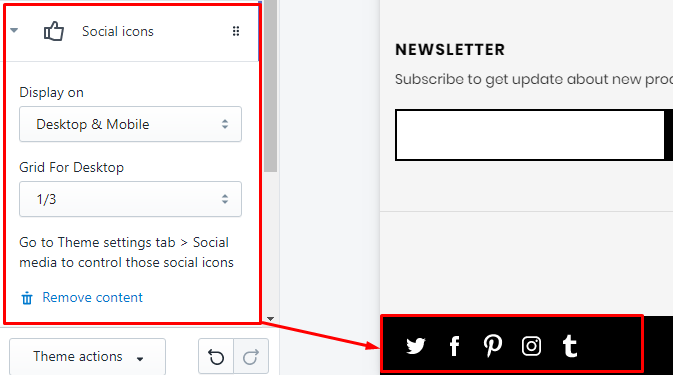 Social icons
Display on
Desktop & Mobile
Grid For Desktop
1/3
Go to Theme settings tab > Social
media to control those social icons
Remove content
Theme actions
NEWSLETTER
Subscribe to get update about new prod